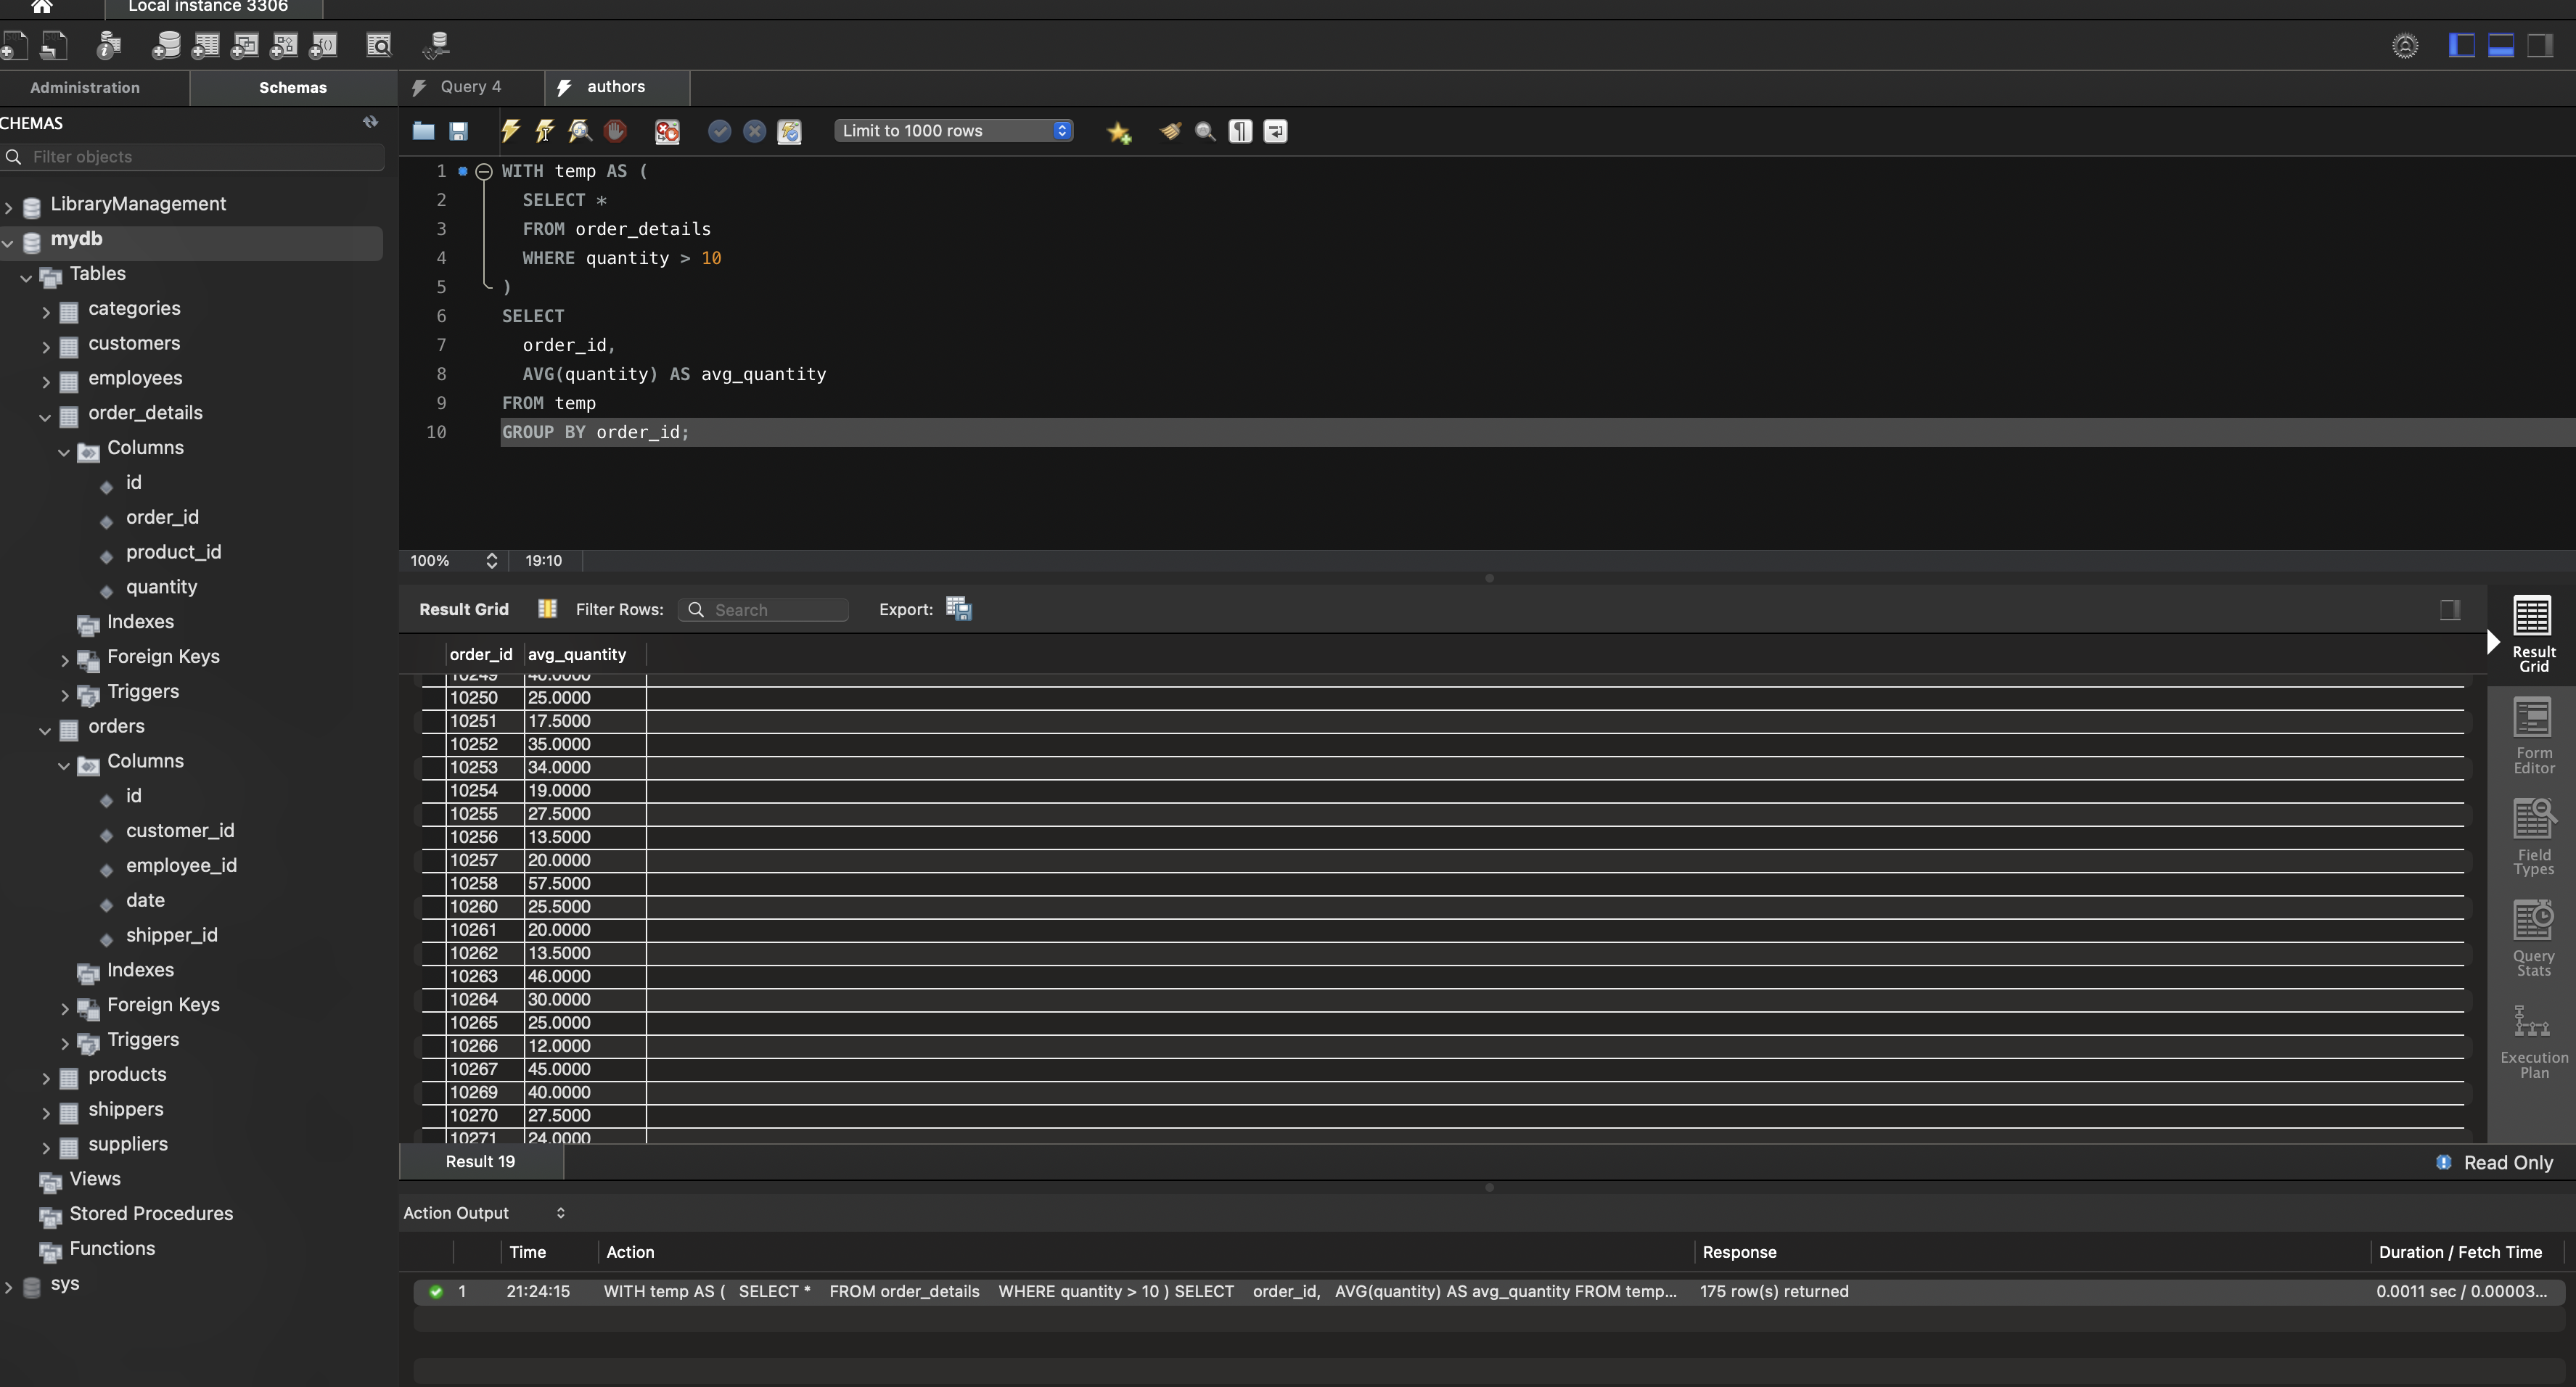 Local instance 3306
Administration
Schemas
CHEMAS
Filter objects
LibraryManagement
mydb
Tables
categories
customers
employees
order_details
Columns
id
order_id
product_id
quantity
Indexes
Foreign Keys
Triggers
orders
Columns
id
customer_id
employee_id
date
shipper_id
Indexes
Foreign Keys
Triggers
products
shippers
suppliers
Views
Stored Procedures
Functions
sys
Query 4
authors
Limit to 1000 rows
1 WITH temp AS (
2 SELECT *
3 FROM order_details
4 WHERE quantity > 10
5 )
6 SELECT
7 order_id,
8 AVG(quantity) AS avg_quantity
9 FROM temp
10 GROUP BY order_id;
100% 19:10
Result Grid Filter Rows: Search Export:
order_id avg_quantity
10249 40.0000
10250 25.0000
10251 17.5000
10252 35.0000
10253 34.0000
10254 19.0000
10255 27.5000
10256 13.5000
10257 20.0000
10258 57.5000
10260 25.5000
10261 20.0000
10262 13.5000
10263 46.0000
10264 30.0000
10265 25.0000
10266 12.0000
10267 45.0000
10269 40.0000
10270 27.5000
10271 24.0000
Result
Grid
Form
Editor
Field
Types
Query
Stats
Execution
Plan
Result 19
Read Only
Action Output
Time Action Response Duration / Fetch Time
1 21:24:15 WITH temp AS ( SELECT * FROM order_details WHERE quantity > 10 ) SELECT order_id, AVG(quantity) AS avg_quantity FROM temp... 175 row(s) returned 0.0011 sec / 0.00003...